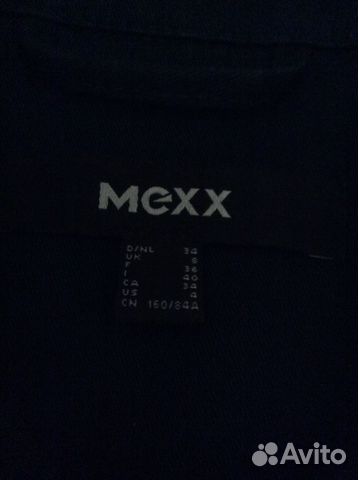 MEXX
D/NL 34
UK 8
F 36
I 40
CA 34
US 4
CN 160/84A
Avito